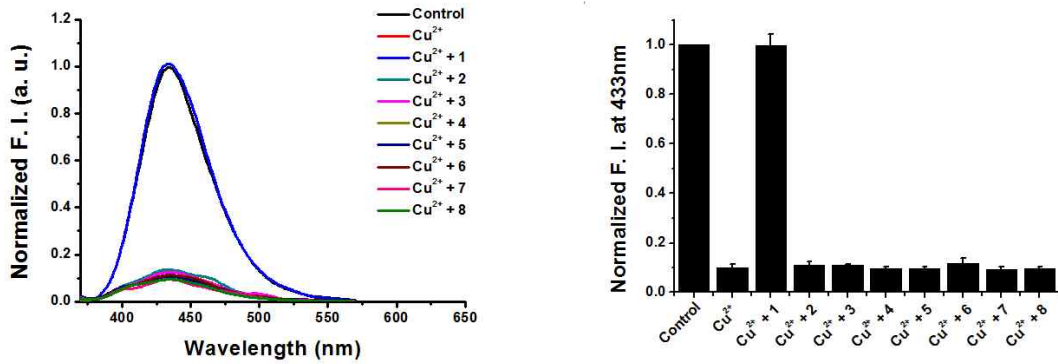 Normalized F. I. (a. u.)
1.2
1.0
0.8
0.6
0.4
0.2
0.0
400
450
500
550
600
650
Wavelength (nm)
Control
Cu²⁺
Cu²⁺ + 1
Cu²⁺ + 2
Cu²⁺ + 3
Cu²⁺ + 4
Cu²⁺ + 5
Cu²⁺ + 6
Cu²⁺ + 7
Cu²⁺ + 8
Normalized F. I. at 433nm
1.0
0.8
0.6
0.4
0.2
0.0
Control
Cu²⁺
Cu²⁺ + 1
Cu²⁺ + 2
Cu²⁺ + 3
Cu²⁺ + 4
Cu²⁺ + 5
Cu²⁺ + 6
Cu²⁺ + 7
Cu²⁺ + 8